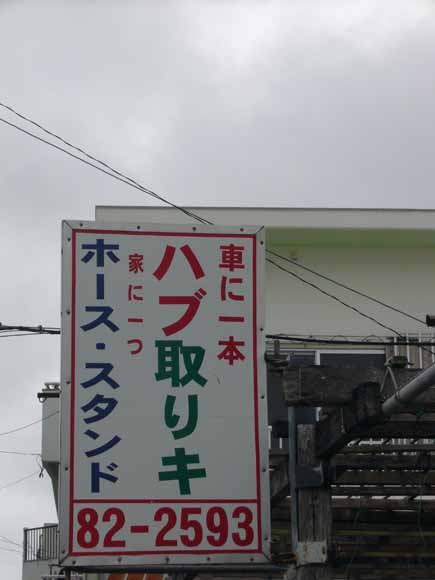 車に一本
ハブ取りキ
家に一つ
ホース・スタンド
82-2593